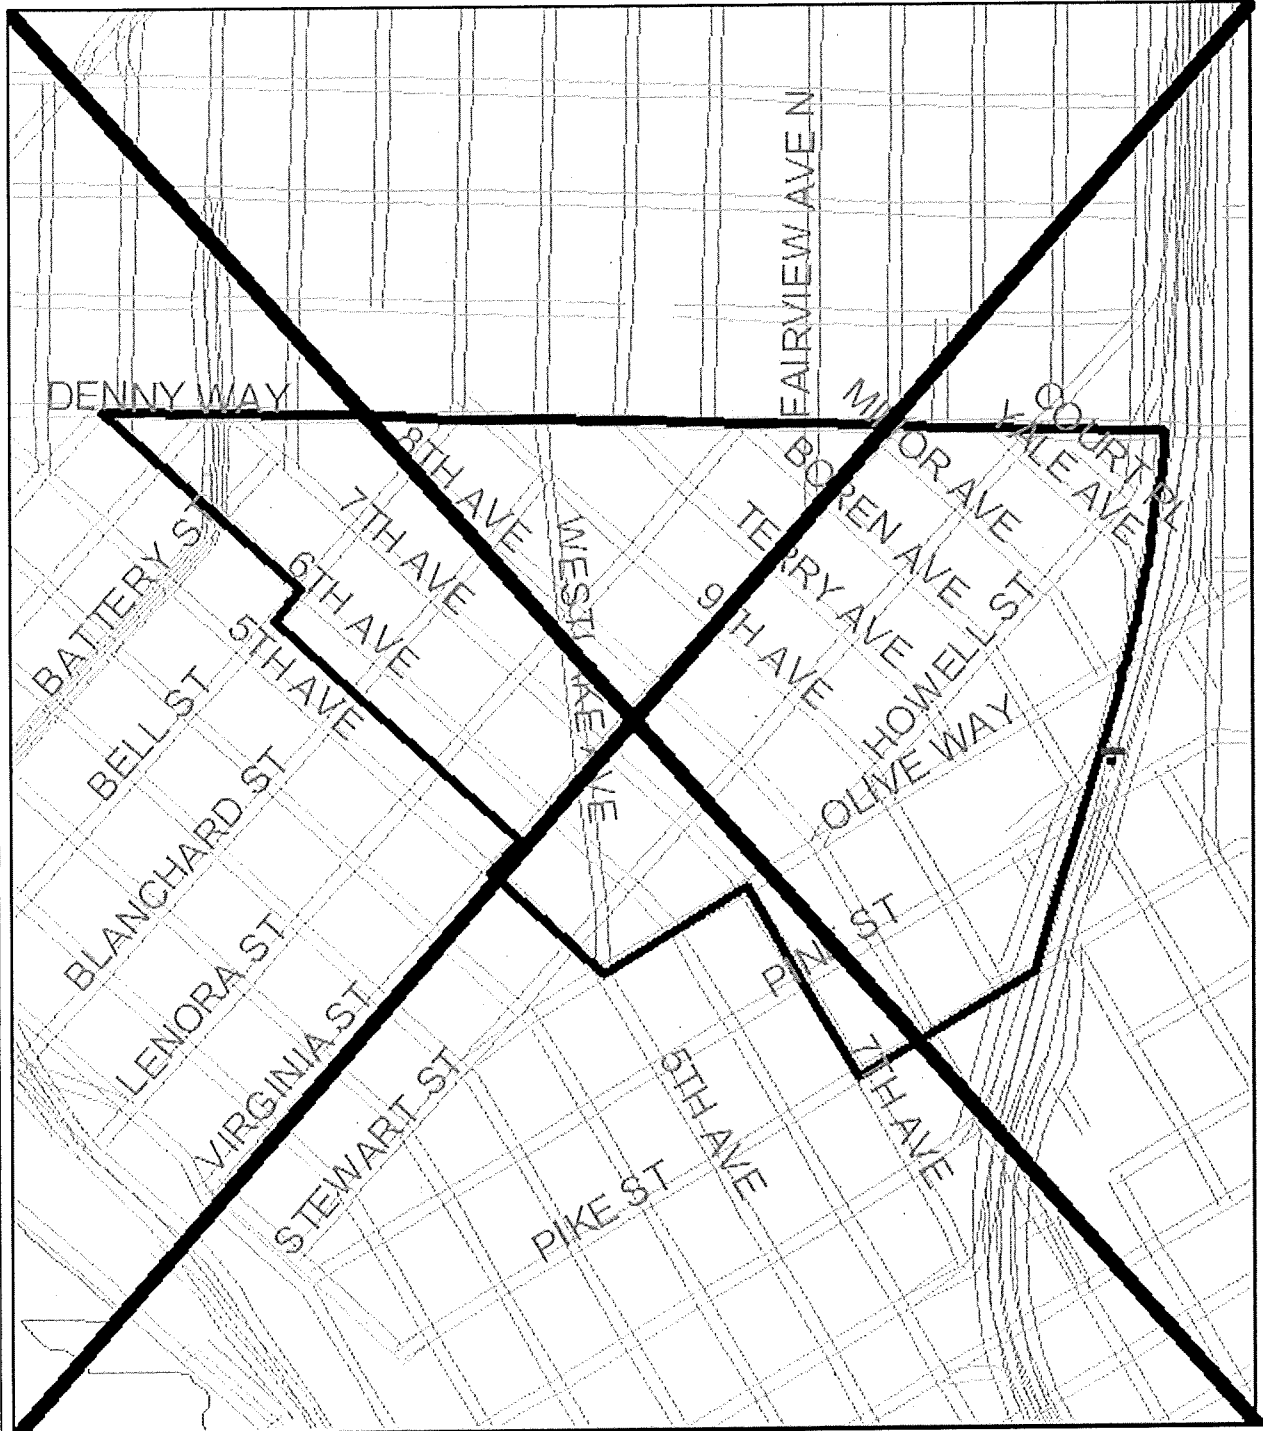 FAIRVIEW AVE N
DENNY WAY
COURT PL
YALE AVE
MINOR AVE
BOREN AVE
TERRY AVE
9TH AVE
8TH AVE
7TH AVE
6TH AVE
5TH AVE
WESTLAKE AVE
HOWELL ST
OLIVE WAY
BATTERY ST
BELL ST
BLANCHARD ST
LENORA ST
VIRGINIA ST
STEWART ST
PINE ST
PIKE ST
5TH AVE
7TH AVE